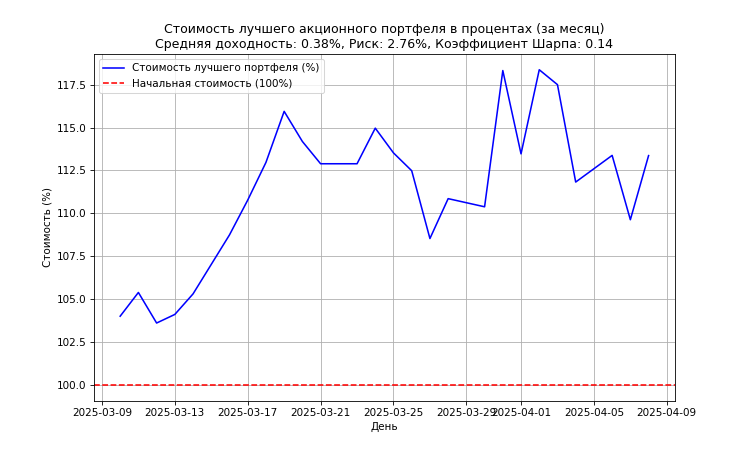 Стоимость лучшего акционного портфеля в процентах (за месяц)
Средняя доходность: 0.38%, Риск: 2.76%, Коэффициент Шарпа: 0.14
Стоимость лучшего портфеля (%)
Начальная стоимость (100%)
Стоимость (%)
117.5
115.0
112.5
110.0
107.5
105.0
102.5
100.0
2025-03-09 2025-03-13 2025-03-17 2025-03-21 2025-03-25 2025-03-29 2025-04-01 2025-04-05 2025-04-09
День